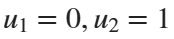 u₁ = 0, u₂ = 1